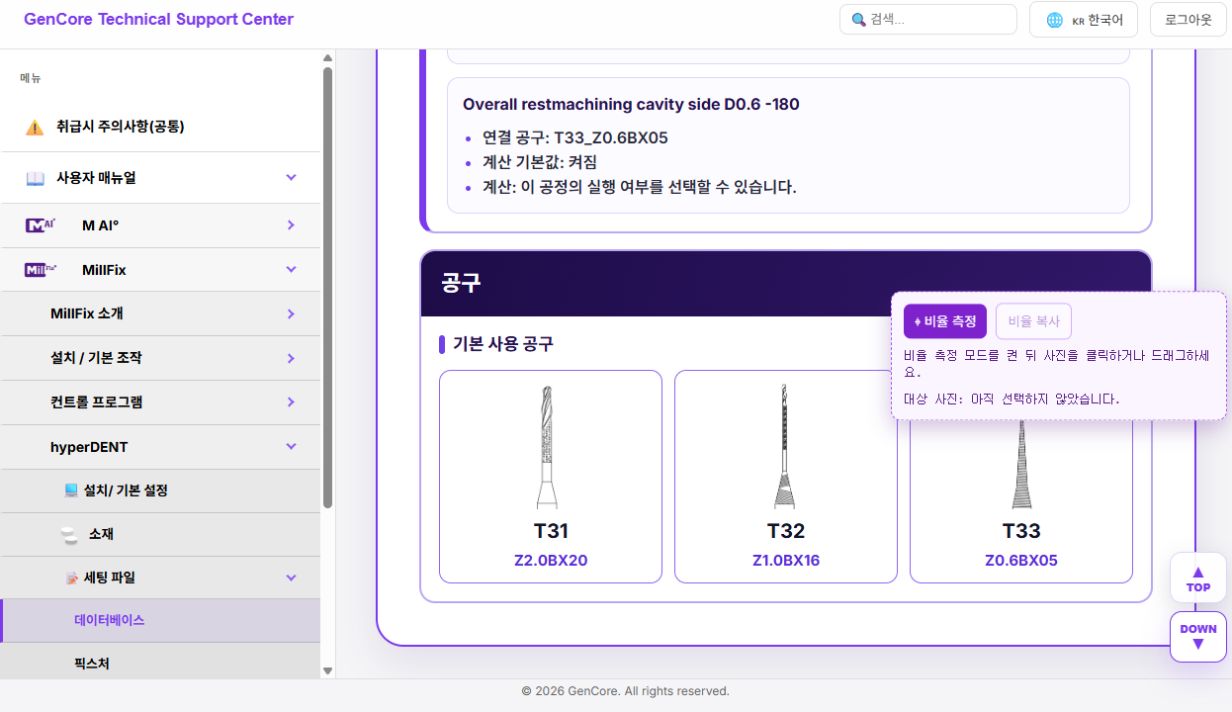 GenCore Technical Support Center
검색...
KR 한국어
로그아웃
메뉴
취급시 주의사항(공통)
사용자 매뉴얼
M AI°
M AI°
MillFix
MillFix 소개
설치 / 기본 조작
컨트롤 프로그램
hyperDENT
설치/ 기본 설정
소재
세팅 파일
데이터베이스
픽스처
Overall restmachining cavity side D0.6 -180
연결 공구: T33_Z0.6BX05
계산 기본값: 켜짐
계산: 이 공정의 실행 여부를 선택할 수 있습니다.
공구
기본 사용 공구
T31
Z2.0BX20
T32
Z1.0BX16
T33
Z0.6BX05
비율 측정
비율 복사
비율 측정 모드를 켠 뒤 사진을 클릭하거나 드래그하세
요.
대상 사진: 아직 선택하지 않았습니다.
TOP
DOWN
© 2026 GenCore. All rights reserved.